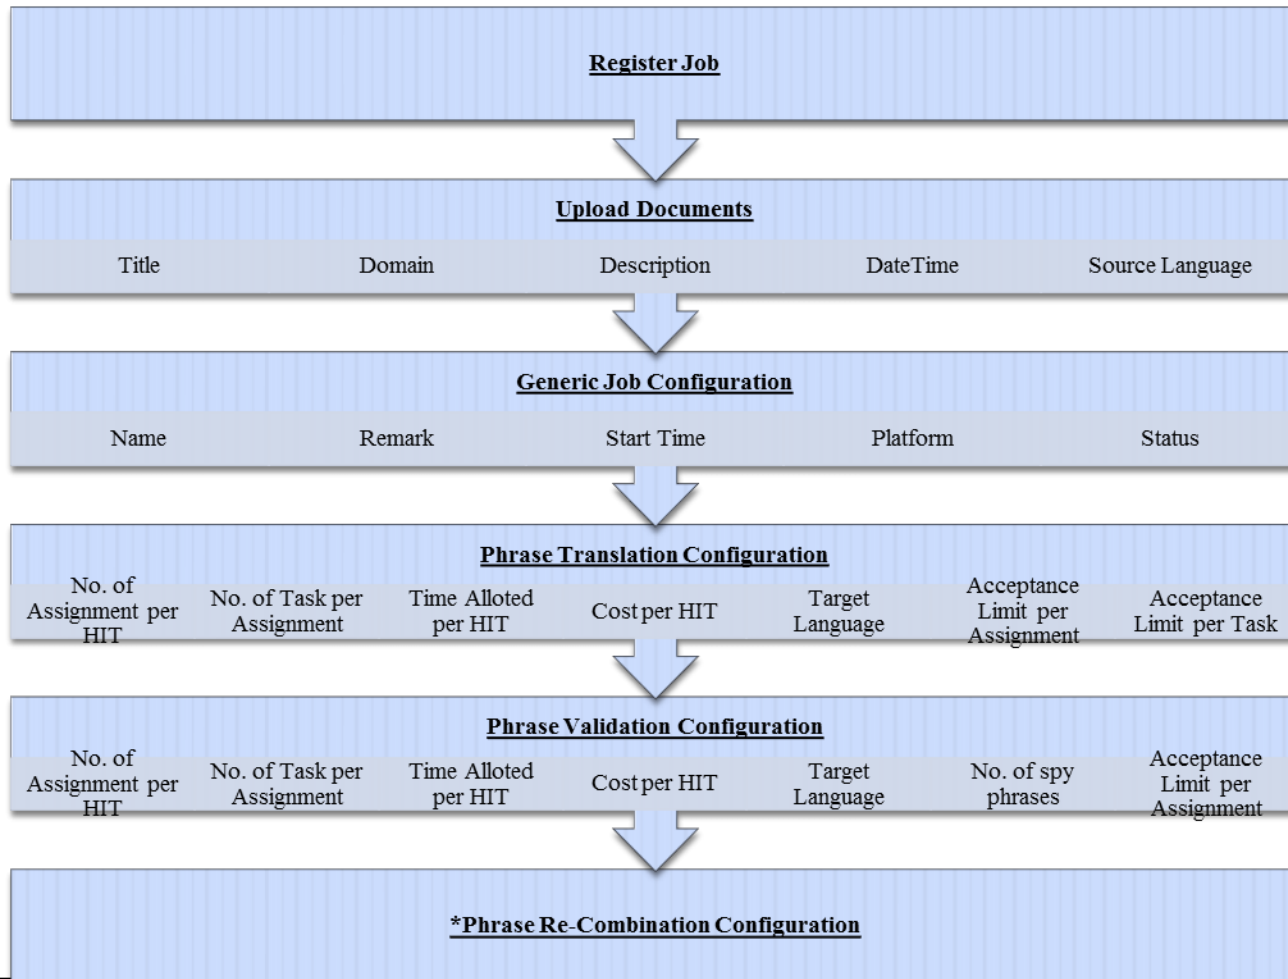 Register Job
Upload Documents
Title Domain Description DateTime Source Language
Generic Job Configuration
Name Remark Start Time Platform Status
Phrase Translation Configuration
No. of
Assignment per
HIT
No. of Task per
Assignment
Time Alloted
per HIT
Cost per HIT
Target
Language
Acceptance
Limit per
Assignment
Acceptance
Limit per Task
Phrase Validation Configuration
No. of
Assignment per
HIT
No. of Task per
Assignment
Time Alloted
per HIT
Cost per HIT
Target
Language
No. of spy
phrases
Acceptance
Limit per
Assignment
*Phrase Re-Combination Configuration